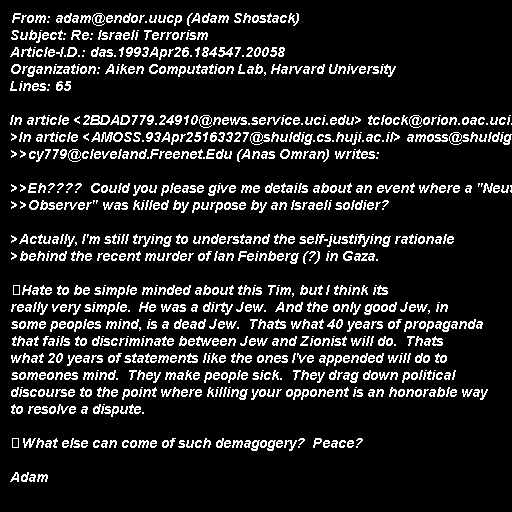 From: adam@endor.uucp (Adam Shostack)
Subject: Re: Israeli Terrorism
Article-I.D.: das.1993Apr26.184547.20058
Organization: Aiken Computation Lab, Harvard University
Lines: 65

In article <2BDAD779.24910@news.service.uci.edu> tclock@orion.oac.uci.
>In article <AMOSS.93Apr25163327@shuldig.cs.huji.ac.il> amoss@shuldig
>>cy779@cleveland.Freenet.Edu (Anas Omran) writes:

>>Eh???? Could you please give me details about an event where a "Neut
>>Observer" was killed by purpose by an Israeli soldier?

>Actually, I'm still trying to understand the self-justifying rationale
>behind the recent murder of Ian Feinberg (?) in Gaza.

Hate to be simple minded about this Tim, but I think its
really very simple. He was a dirty Jew. And the only good Jew, in
some peoples mind, is a dead Jew. Thats what 40 years of propaganda
that fails to discriminate between Jew and Zionist will do. Thats
what 20 years of statements like the ones I've appended will do to
someones mind. They make people sick. They drag down political
discourse to the point where killing your opponent is an honorable way
to resolve a dispute.

What else can come of such demagogery? Peace?

Adam